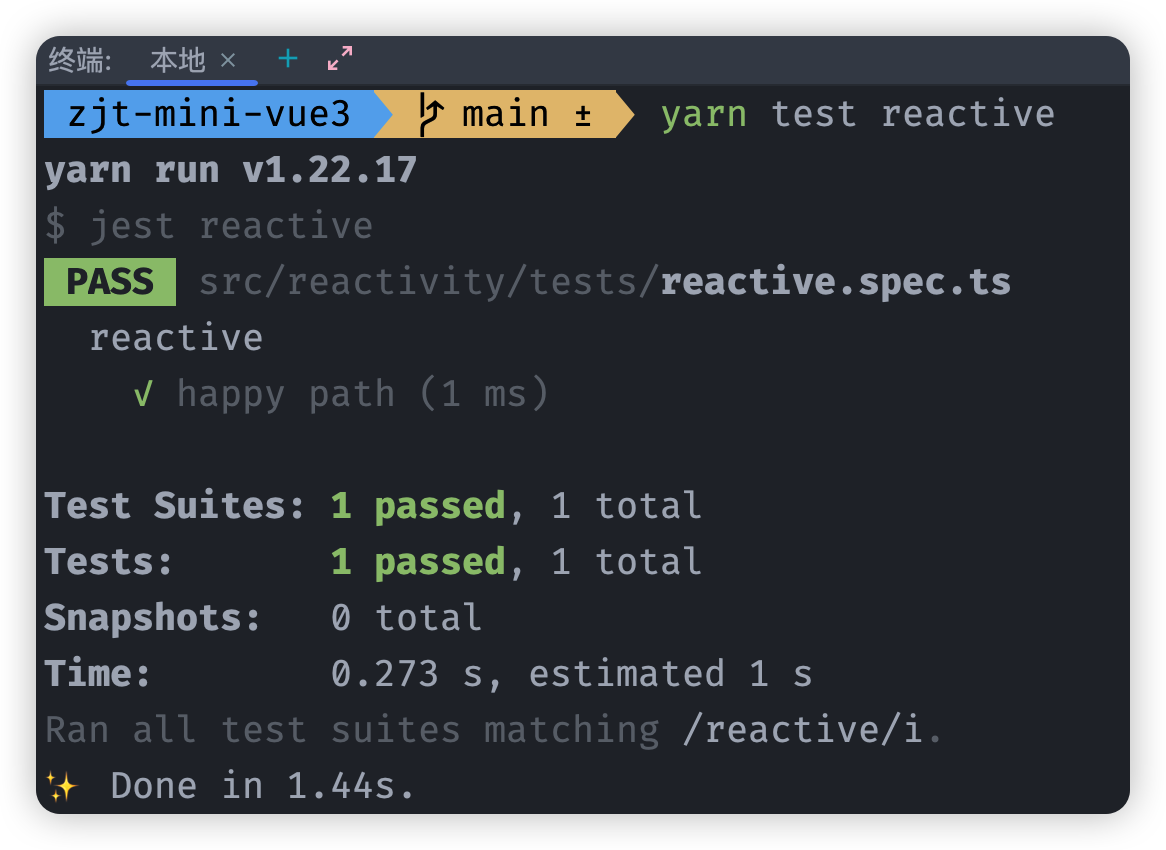 终端: 本地 × +
zjt-mini-vue3 main ± yarn test reactive
yarn run v1.22.17
$ jest reactive
PASS src/reactivity/tests/reactive.spec.ts
reactive
√ happy path (1 ms)
Test Suites: 1 passed, 1 total
Tests: 1 passed, 1 total
Snapshots: 0 total
Time: 0.273 s, estimated 1 s
Ran all test suites matching /reactive/i.
✨ Done in 1.44s.